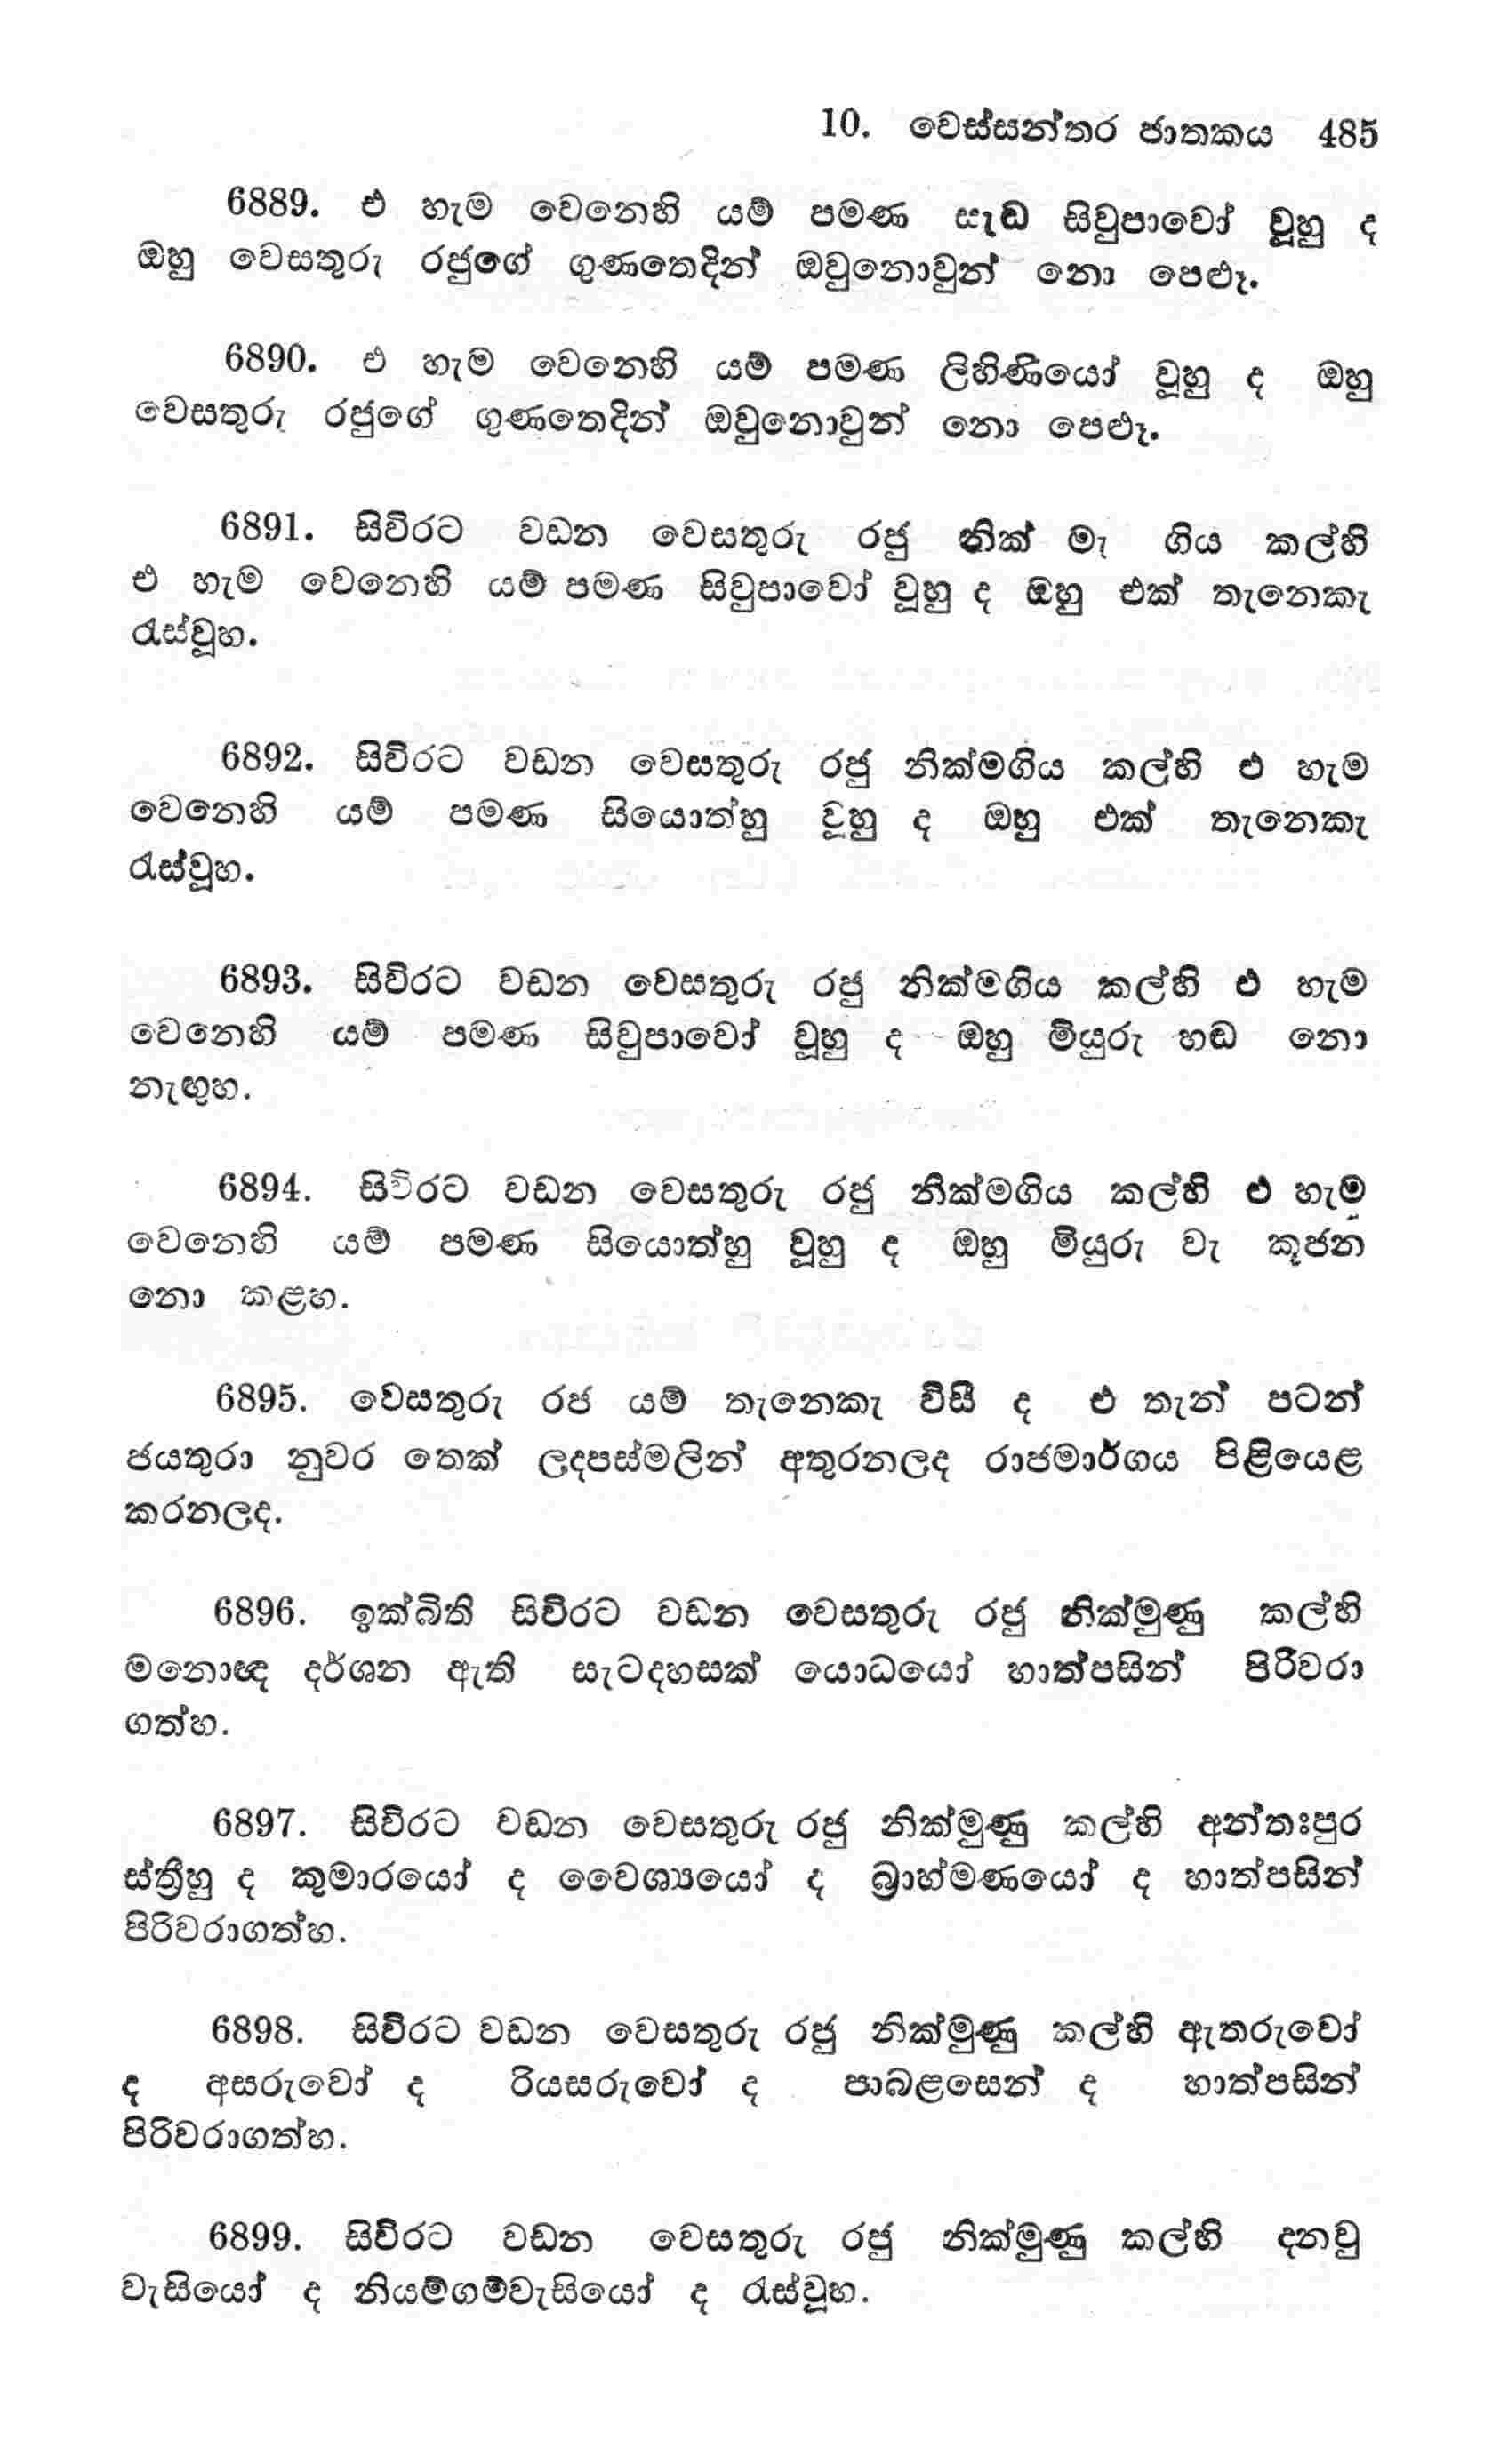 10. වෙස්සන්තර ජාතකය 485
6889. එ හැම වෙනෙහි යම් පමණ සැඬ සිවුපාවෝ වූහු ද
ඔහු වෙසතුරු රජුගේ ගුණතෙදින් ඔවුනොවුන් නො පෙළූ.
6890. එ හැම වෙනෙහි යම් පමණ ලිහිණියෝ වූහු ද ඔහු
වෙසතුරු රජුගේ ගුණතෙදින් ඔවුනොවුන් නො පෙළූ.
6891. සිවිරට වඩන වෙසතුරු රජු නික් මැ ගිය කල්හි
එ හැම වෙනෙහි යම් පමණ සිවුපාවෝ වූහු ද ඔහු එක් තැනෙකැ
රැස්වූහ.
6892. සිවිරට වඩන වෙසතුරු රජු නික්මගිය කල්හි එ හැම
වෙනෙහි යම් පමණ සියොත්හු වූහු ද ඔහු එක් තැනෙකැ
රැස්වූහ.
6893. සිවිරට වඩන වෙසතුරු රජු නික්මගිය කල්හි එ හැම
වෙනෙහි යම් පමණ සිවුපාවෝ වූහු ද ඔහු මියුරු හඬ නො
නැඟුහ.
6894. සිවිරට වඩන වෙසතුරු රජු නික්මගිය කල්හි එ හැම
වෙනෙහි යම් පමණ සියොත්හු වූහු ද ඔහු මියුරු වැ කූජන
නො කළහ.
6895. වෙසතුරු රජ යම් තැනෙකැ විසී ද එ තැන් පටන්
ජයතුරා නුවර තෙක් ලදපස්මලින් අතුරනලද රාජමාර්ගය පිළියෙළ
කරනලද.
6896. ඉක්බිති සිවිරට වඩන වෙසතුරු රජු නික්මුණු කල්හි
මනොඥ දර්ශන ඇති සැටදහසක් යොධයෝ හාත්පසින් පිරිවරා
ගත්හ.
6897. සිවිරට වඩන වෙසතුරු රජු නික්මුණු කල්හි අන්තඃපුර
ස්ත්‍රීහු ද කුමාරයෝ ද වෛශ්‍යයෝ ද බ්‍රාහ්මණයෝ ද හාත්පසින්
පිරිවරාගත්හ.
6898. සිවිරට වඩන වෙසතුරු රජු නික්මුණු කල්හි ඇතරුවෝ
ද අසරුවෝ ද රියසරුවෝ ද පාබළසෙන් ද හාත්පසින්
පිරිවරාගත්හ.
6899. සිවිරට වඩන වෙසතුරු රජු නික්මුණු කල්හි දනවු
වැසියෝ ද නියම්ගම්වැසියෝ ද රැස්වූහ.